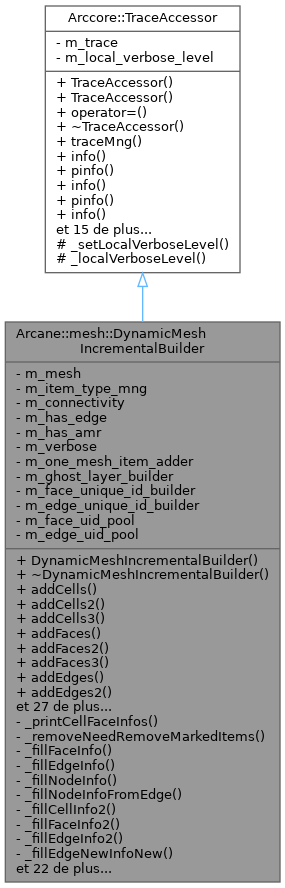 Arccore::TraceAccessor
- m_trace
- m_local_verbose_level
+ TraceAccessor()
+ TraceAccessor()
+ operator=()
+ ~TraceAccessor()
+ traceMng()
+ info()
+ pinfo()
+ info()
+ pinfo()
+ info()
et 15 de plus...
# _setLocalVerboseLevel()
# _localVerboseLevel()
Arcane::mesh::DynamicMesh
IncrementalBuilder
- m_mesh
- m_item_type_mng
- m_connectivity
- m_has_edge
- m_has_amr
- m_verbose
- m_one_mesh_item_adder
- m_ghost_layer_builder
- m_face_unique_id_builder
- m_edge_unique_id_builder
- m_face_uid_pool
- m_edge_uid_pool
+ DynamicMeshIncrementalBuilder()
+ ~DynamicMeshIncrementalBuilder()
+ addCells()
+ addCells2()
+ addCells3()
+ addFaces()
+ addFaces2()
+ addFaces3()
+ addEdges()
+ addEdges2()
et 27 de plus...
- _printCellFaceInfos()
- _removeNeedRemoveMarkedItems()
- _fillFaceInfo()
- _fillEdgeInfo()
- _fillNodeInfo()
- _fillNodeInfoFromEdge()
- _fillCellInfo2()
- _fillFaceInfo2()
- _fillEdgeInfo2()
- _fillEdgeNewInfoNew()
et 22 de plus...